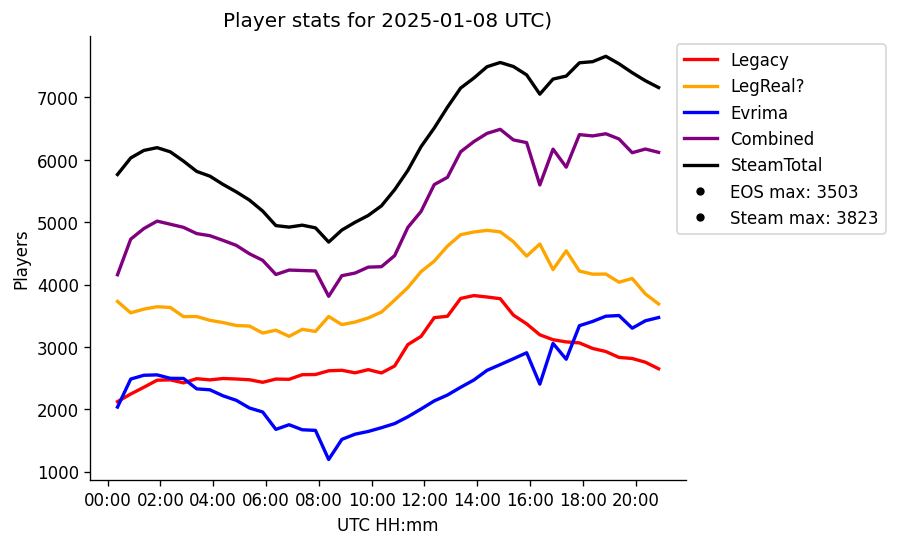 Player stats for 2025-01-08 UTC)
Legacy
LegReal?
Evrima
Combined
SteamTotal
EOS max: 3503
Steam max: 3823
Players
7000
6000
5000
4000
3000
2000
1000
00:00 02:00 04:00 06:00 08:00 10:00 12:00 14:00 16:00 18:00 20:00
UTC HH:mm